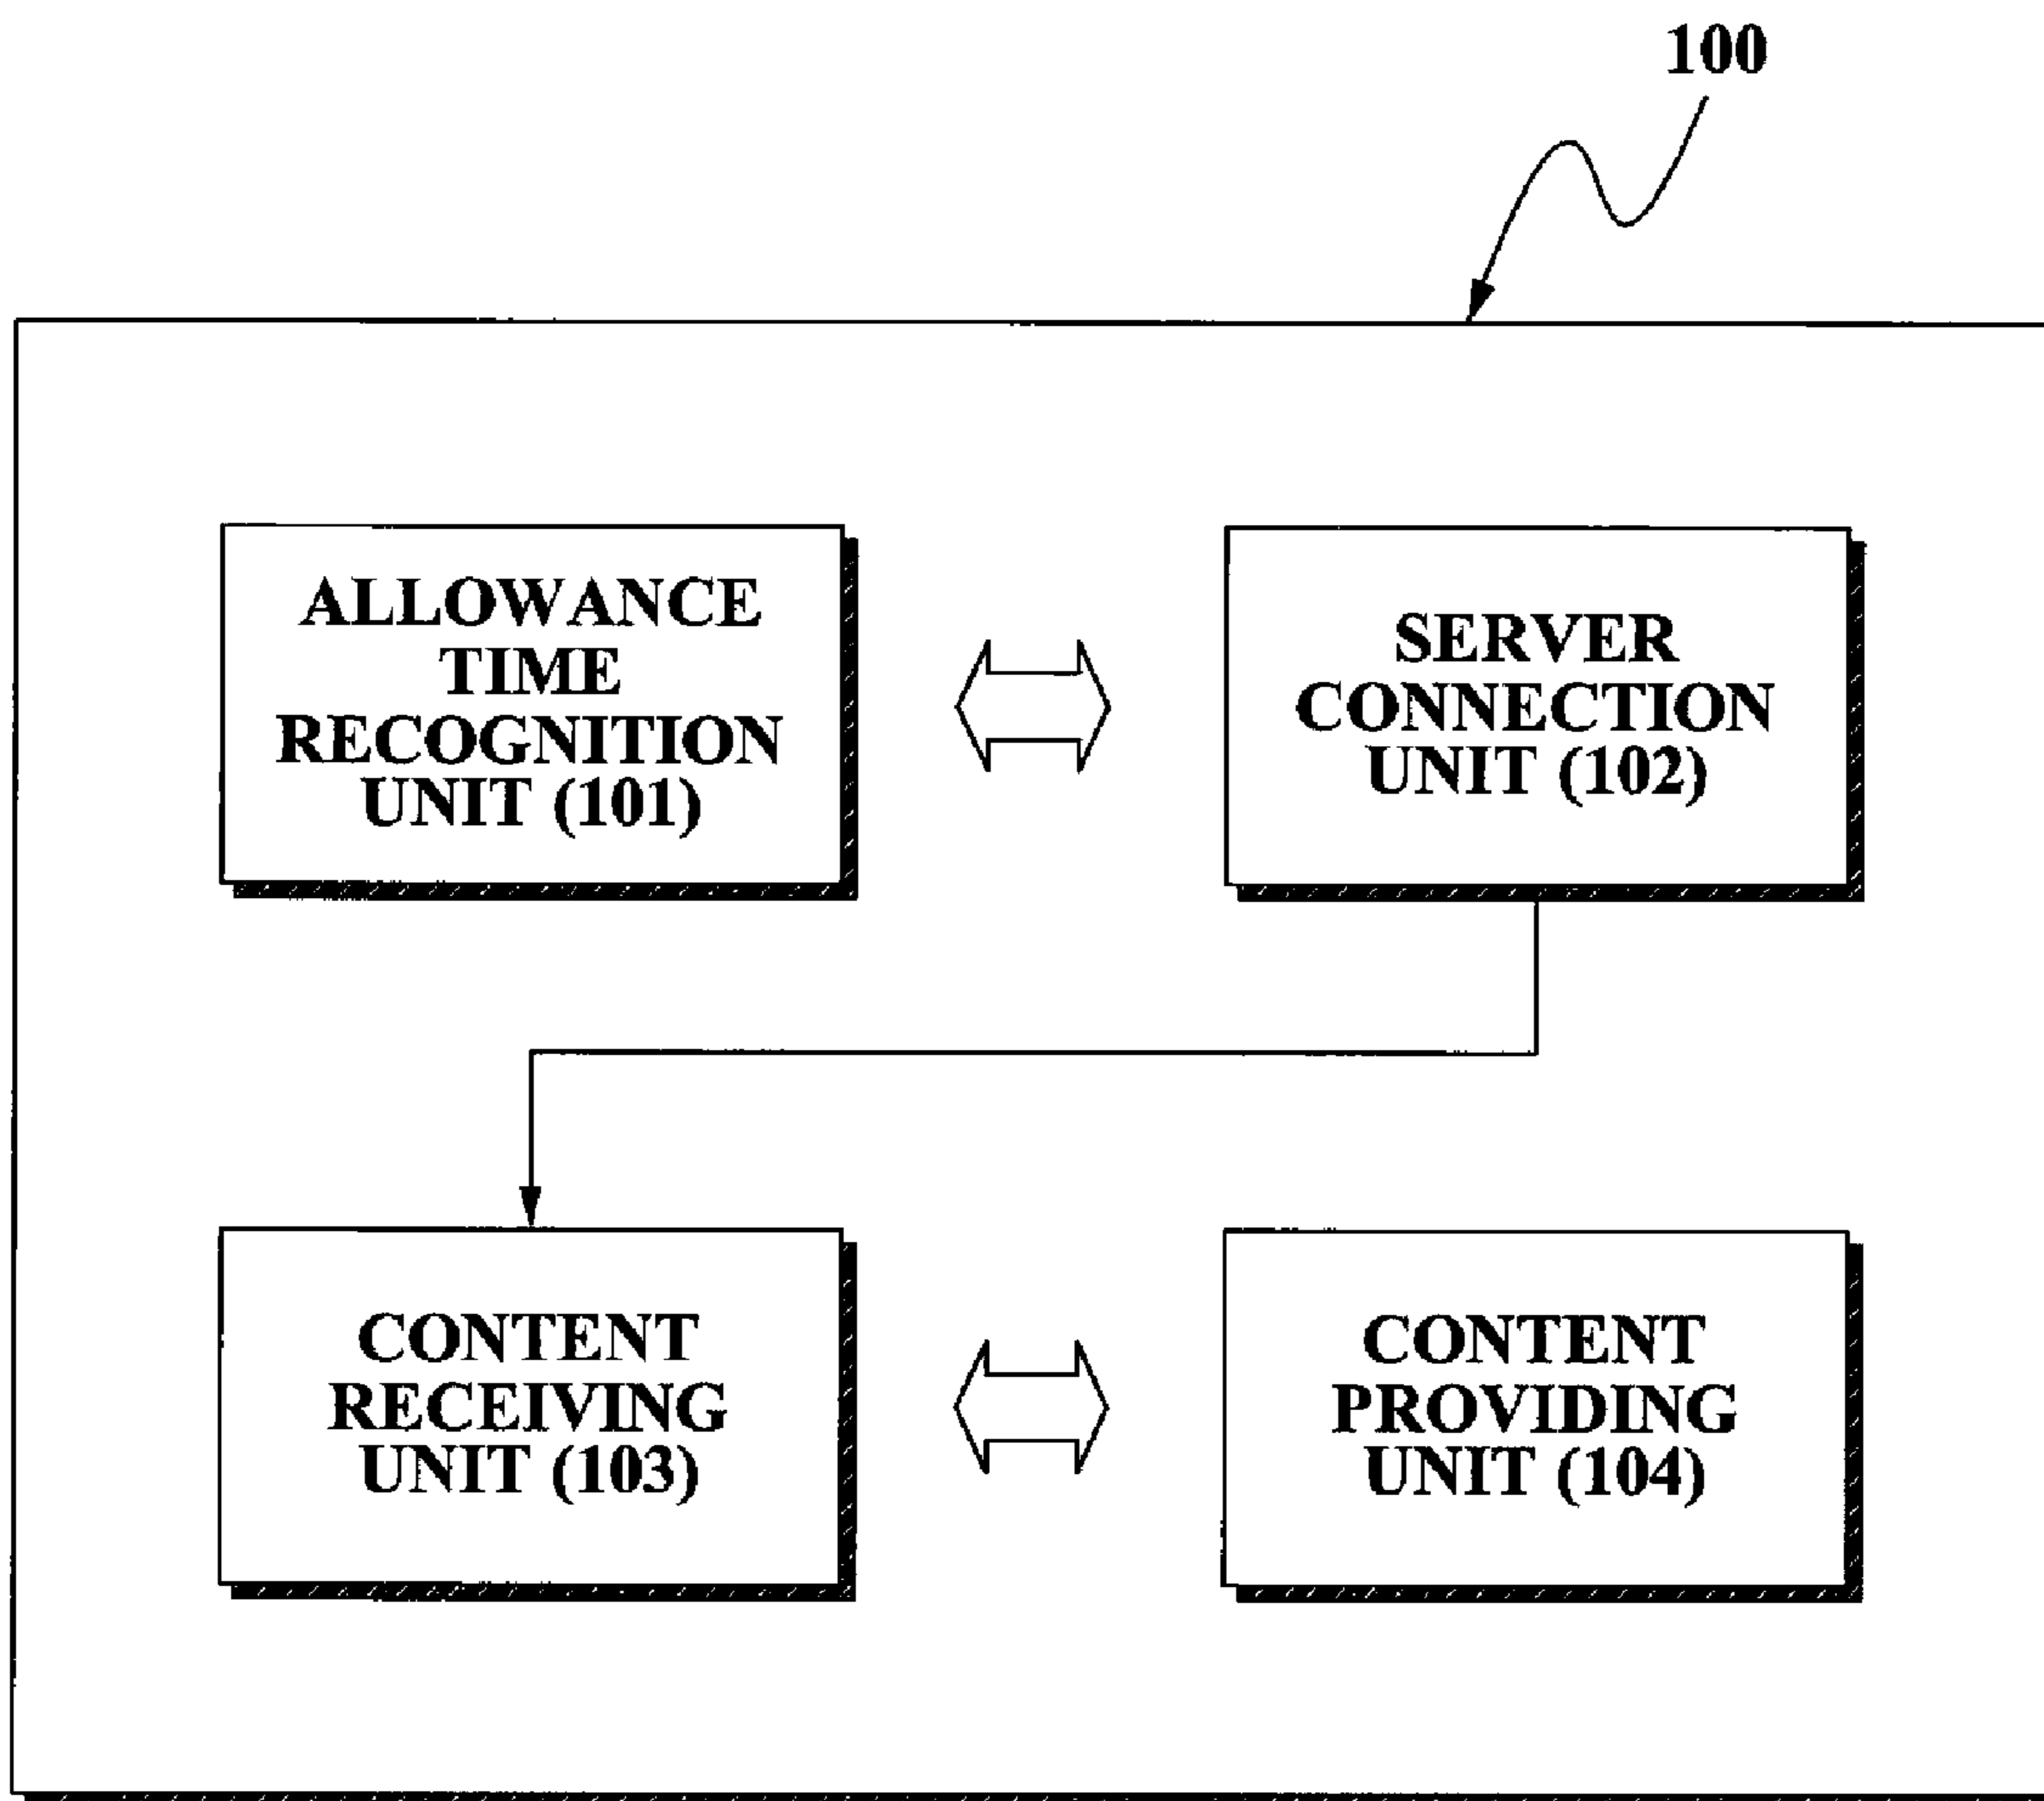 100
ALLOWANCE
TIME
RECOGNITION
UNIT (101)
SERVER
CONNECTION
UNIT (102)
CONTENT
RECEIVING
UNIT (103)
CONTENT
PROVIDING
UNIT (104)